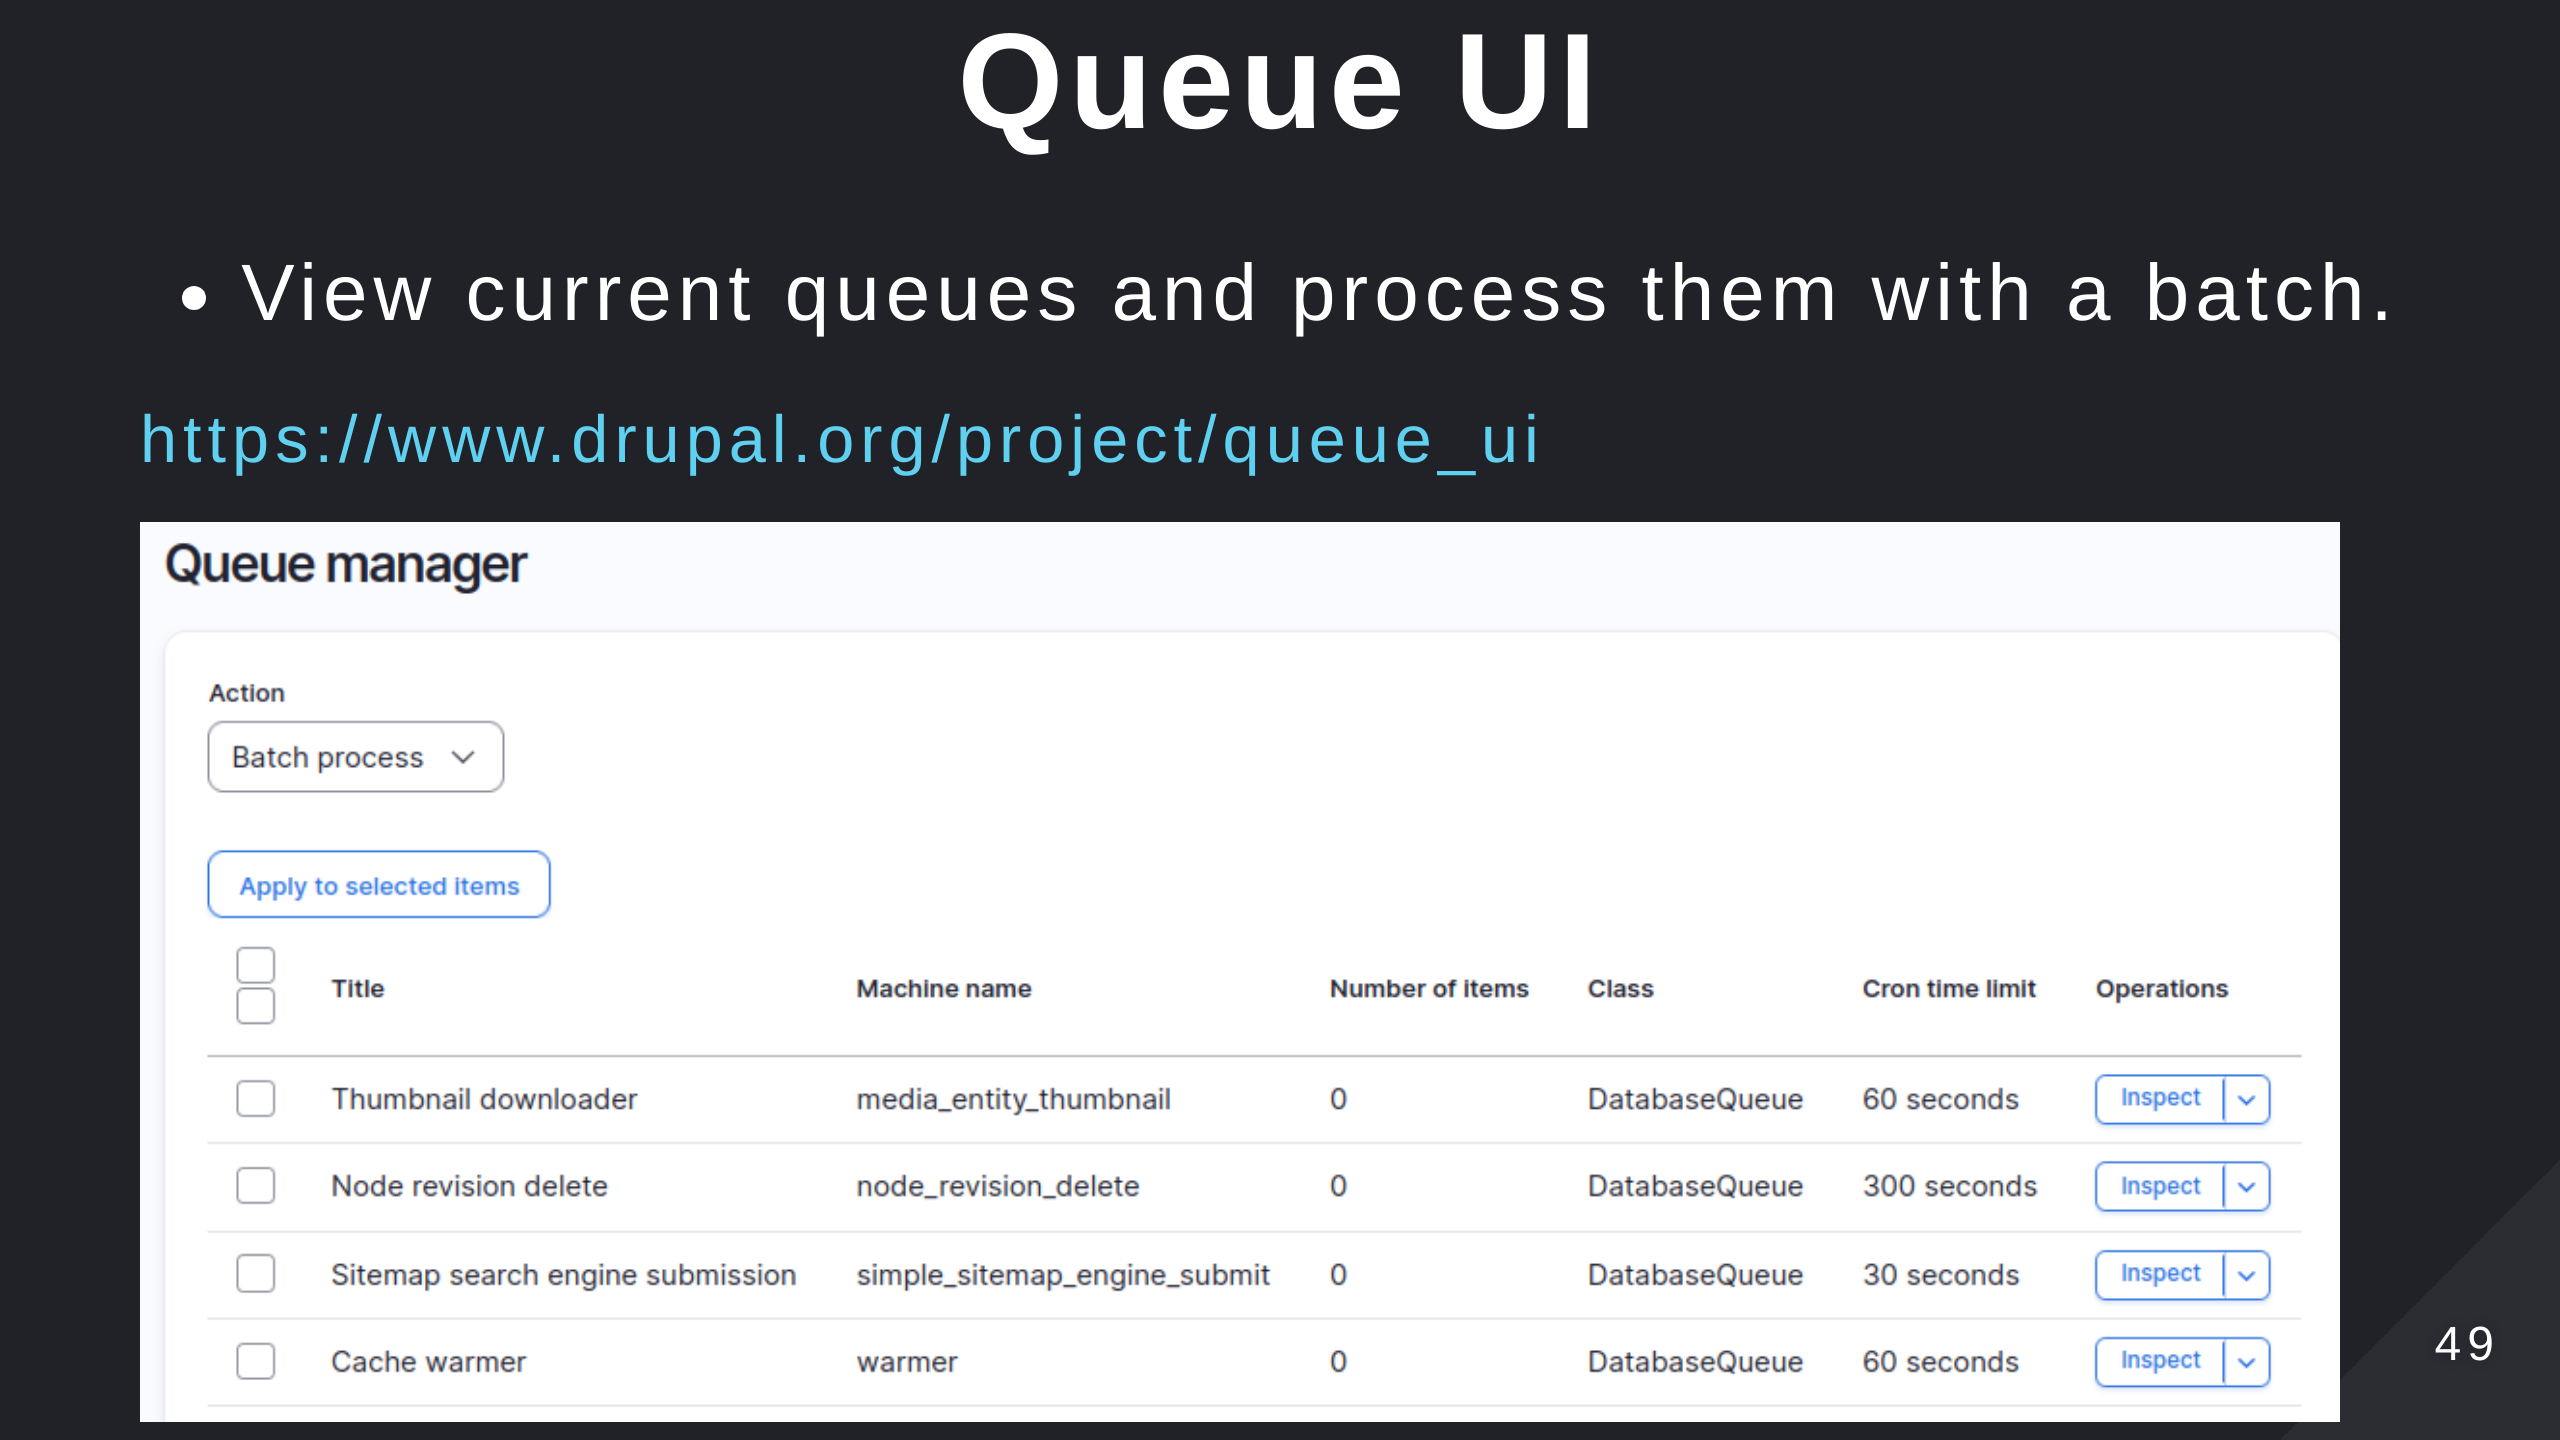 Queue UI
• View current queues and process them with a batch.
https://www.drupal.org/project/queue_ui
Queue manager
Action
Batch process
Apply to selected items
Title Machine name Number of items Class Cron time limit Operations
Thumbnail downloader media_entity_thumbnail 0 DatabaseQueue 60 seconds Inspect
Node revision delete node_revision_delete 0 DatabaseQueue 300 seconds Inspect
Sitemap search engine submission simple_sitemap_engine_submit 0 DatabaseQueue 30 seconds Inspect
Cache warmer warmer 0 DatabaseQueue 60 seconds Inspect
49